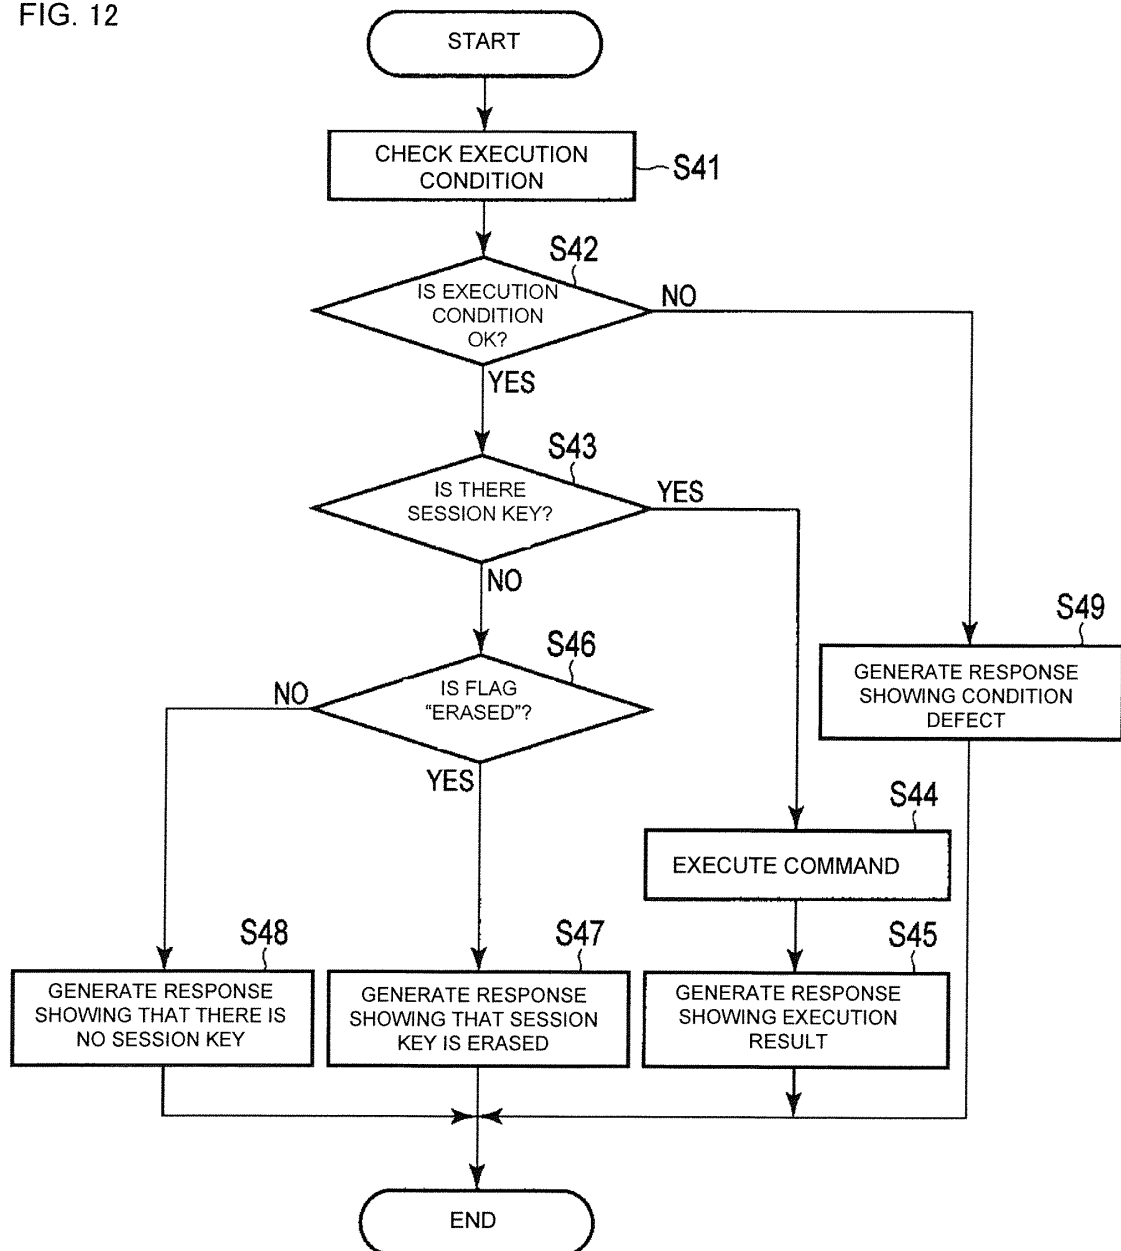 FIG. 12
START
CHECK EXECUTION
CONDITION
S41
S42
IS EXECUTION
CONDITION
OK?
NO
YES
S43
IS THERE
SESSION KEY?
YES
NO
S46
IS FLAG
“ERASED”?
NO
YES
S49
GENERATE RESPONSE
SHOWING CONDITION
DEFECT
S44
EXECUTE COMMAND
S48
GENERATE RESPONSE
SHOWING THAT THERE IS
NO SESSION KEY
S47
GENERATE RESPONSE
SHOWING THAT SESSION
KEY IS ERASED
S45
GENERATE RESPONSE
SHOWING EXECUTION
RESULT
END